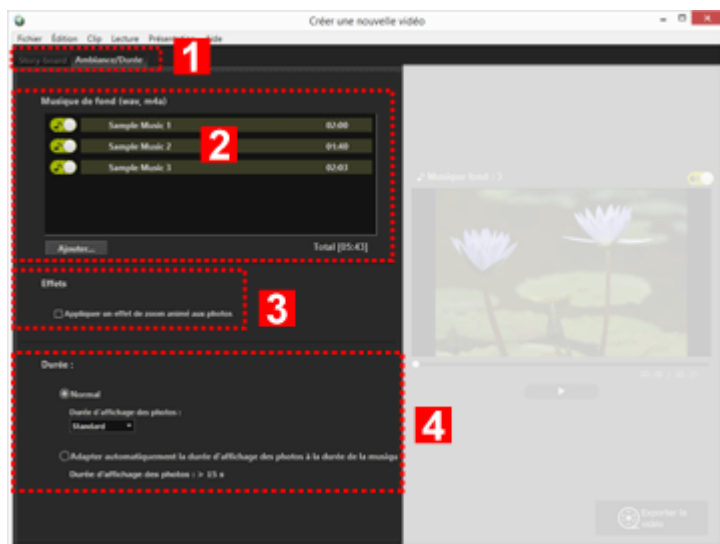 Créer une nouvelle vidéo
Fichier Édition Clip Lecture Présentation Aide
Story-board Ambiance/Durée
1
Musique de fond (wav, m4a)
Sample Music 1 02:00
Sample Music 2 01:40
Sample Music 3 02:03
2
Ajouter... Total [05:43]
Effets
Appliquer un effet de zoom animé aux photos
3
Durée :
Normal
Durée d'affichage des photos :
Standard
4
Adapter automatiquement la durée d'affichage des photos à la durée de la musiqu
Durée d'affichage des photos : > 15 s
Musique fond : 3
Exporter la
vidéo